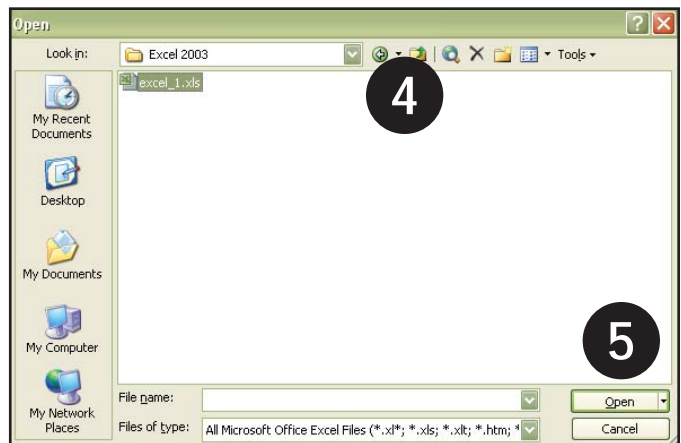 Open
Look in: Excel 2003 Tools
excel_1.xls
4
My Recent
Documents
Desktop
My Documents
My Computer
My Network
Places
5
File name: Open
Files of type: All Microsoft Office Excel Files (*.xl*; *.xls; *.xlt; *.htm; * Cancel